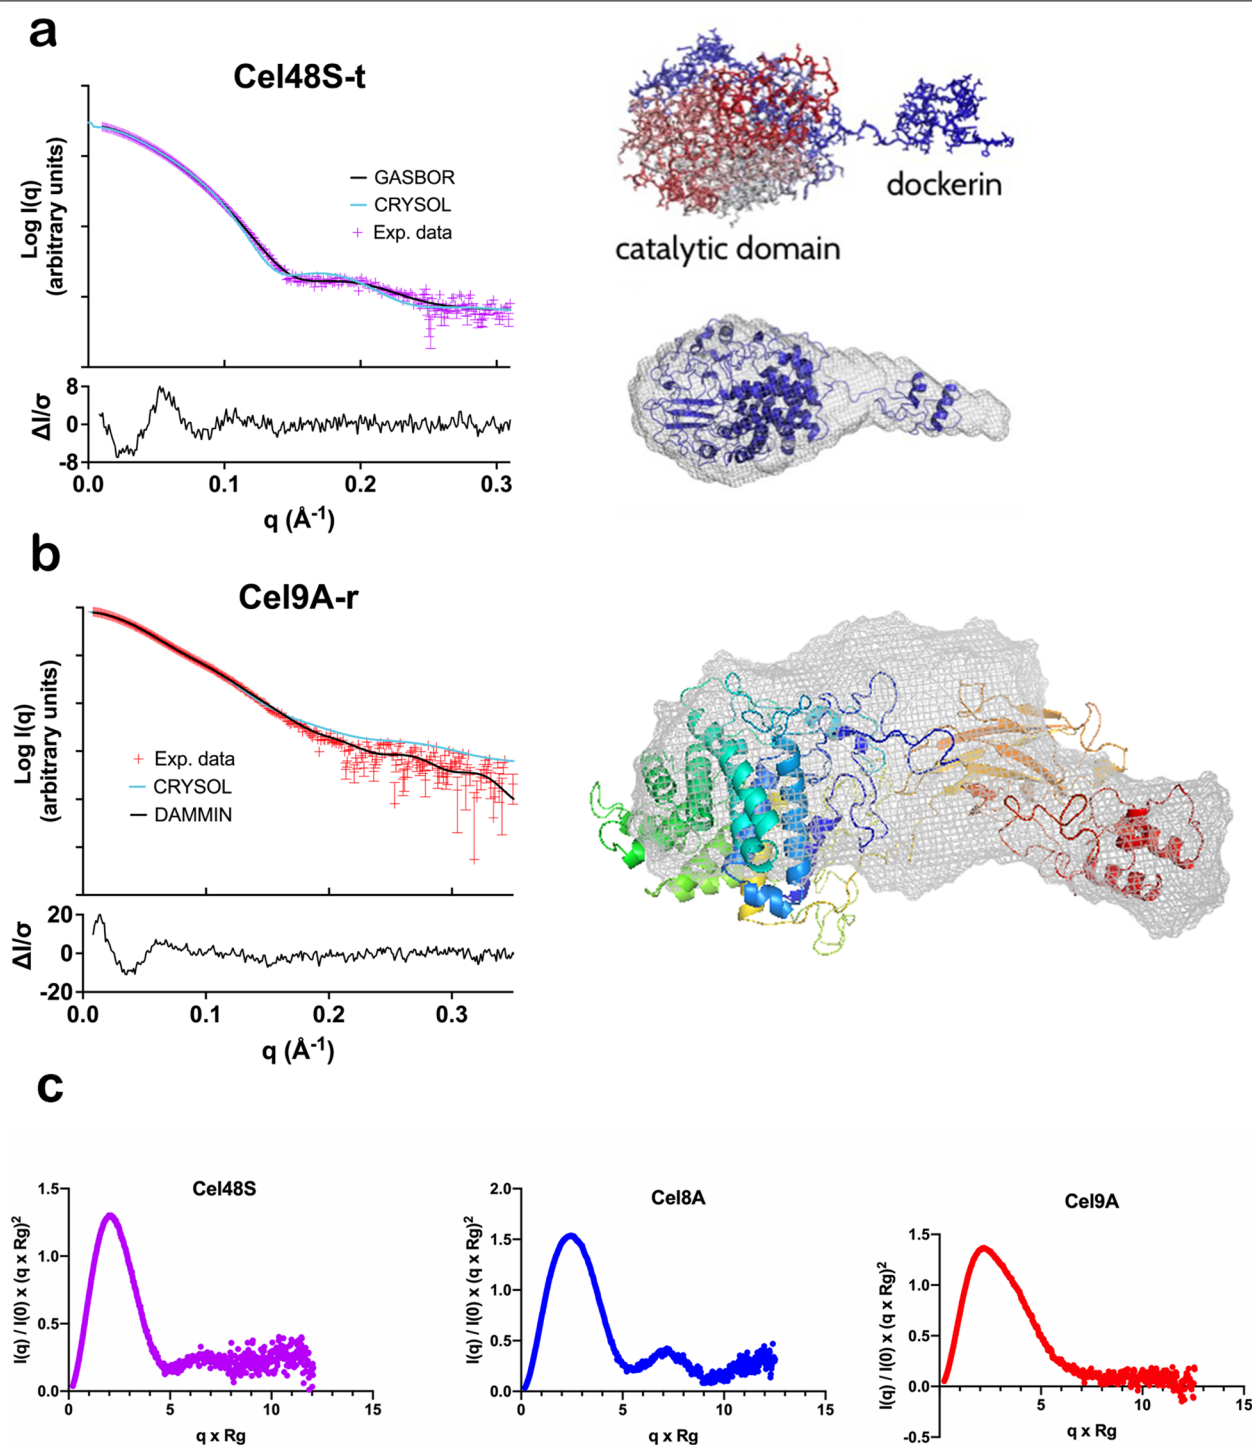 a
Cel48S-t
Log I(q)
(arbitrary units)
GASBOR
CRYSOL
Exp. data
catalytic domain
dockerin
ΔI/σ
8
0
-8
0.0
0.1
0.2
0.3
q (Å-1)
b
Cel9A-r
Log I(q)
(arbitrary units)
Exp. data
CRYSOL
DAMMIN
ΔI/σ
20
0
-20
0.0
0.1
0.2
0.3
q (Å-1)
c
Cel48S
I(q) / I(0) x (q x Rg)2
1.5
1.0
0.5
0.0
0
5
10
15
q x Rg
Cel8A
I(q) / I(0) x (q x Rg)2
2.0
1.5
1.0
0.5
0.0
0
5
10
15
q x Rg
Cel9A
I(q) / I(0) x (q x Rg)2
1.5
1.0
0.5
0.0
-0.5
5
10
15
q x Rg